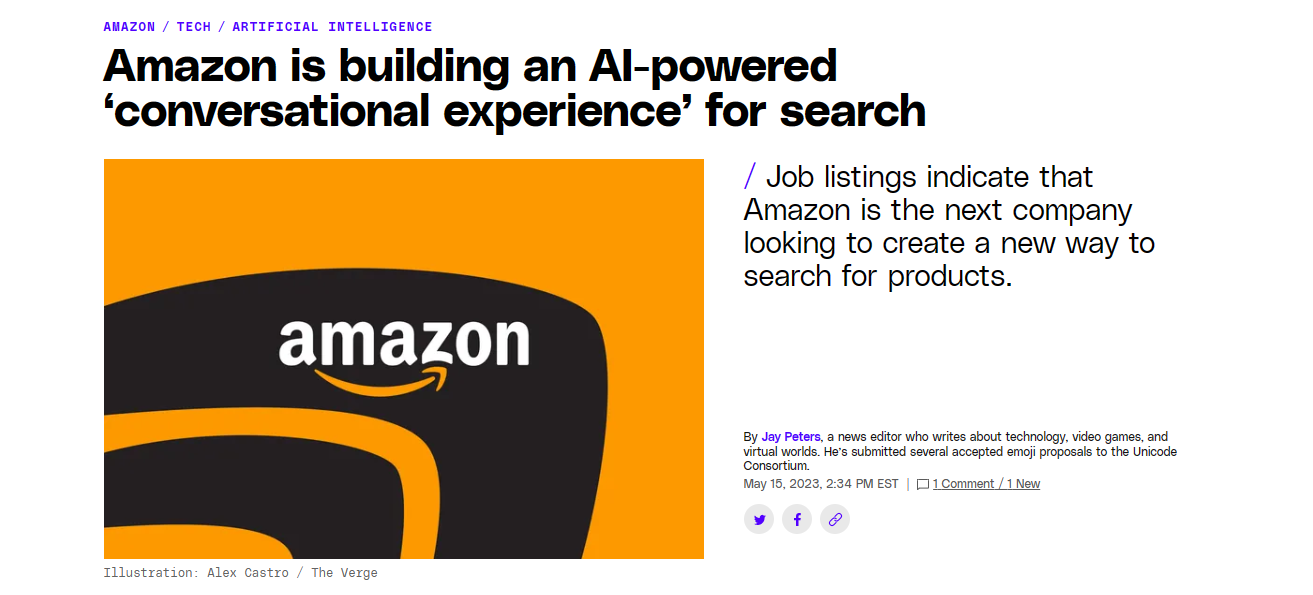 AMAZON / TECH / ARTIFICIAL INTELLIGENCE
Amazon is building an AI-powered
‘conversational experience’ for search
amazon
/ Job listings indicate that
Amazon is the next company
looking to create a new way to
search for products.
By Jay Peters, a news editor who writes about technology, video games, and
virtual worlds. He’s submitted several accepted emoji proposals to the Unicode
Consortium.
May 15, 2023, 2:34 PM EST | 1 Comment / 1 New
Illustration: Alex Castro / The Verge